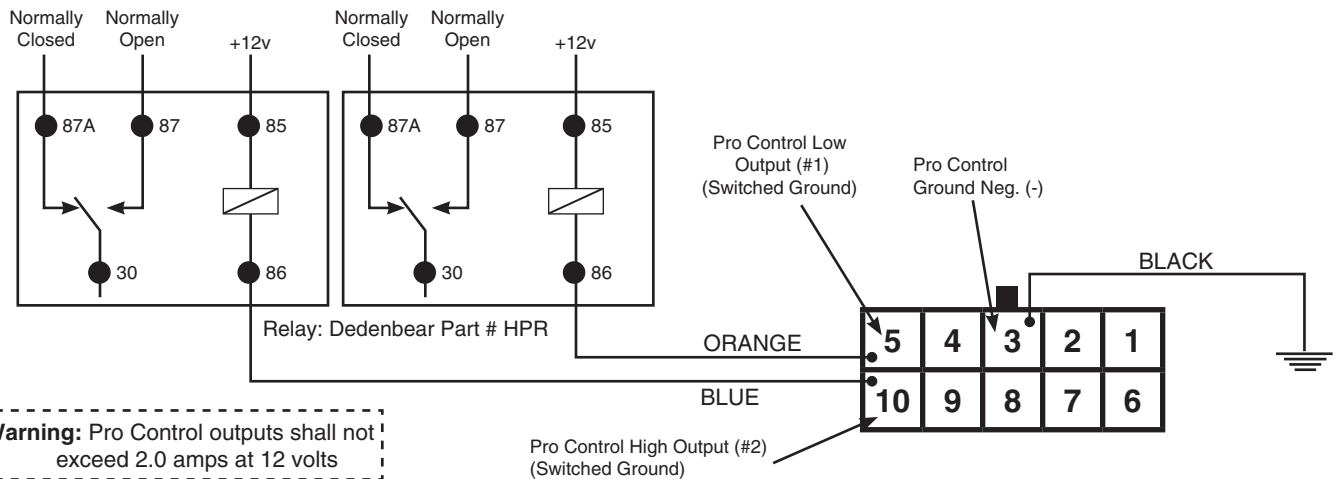 Normally
Closed
Normally
Open
+12v
Normally
Closed
Normally
Open
+12v
87A
87
85
87A
87
85
30
86
30
86
Relay: Dedenbear Part # HPR
Pro Control Low
Output (#1)
(Switched Ground)
Pro Control
Ground Neg. (-)
BLACK
ORANGE
BLUE
5 4 3 2 1
10 9 8 7 6
Pro Control High Output (#2)
(Switched Ground)
Warning: Pro Control outputs shall not
exceed 2.0 amps at 12 volts